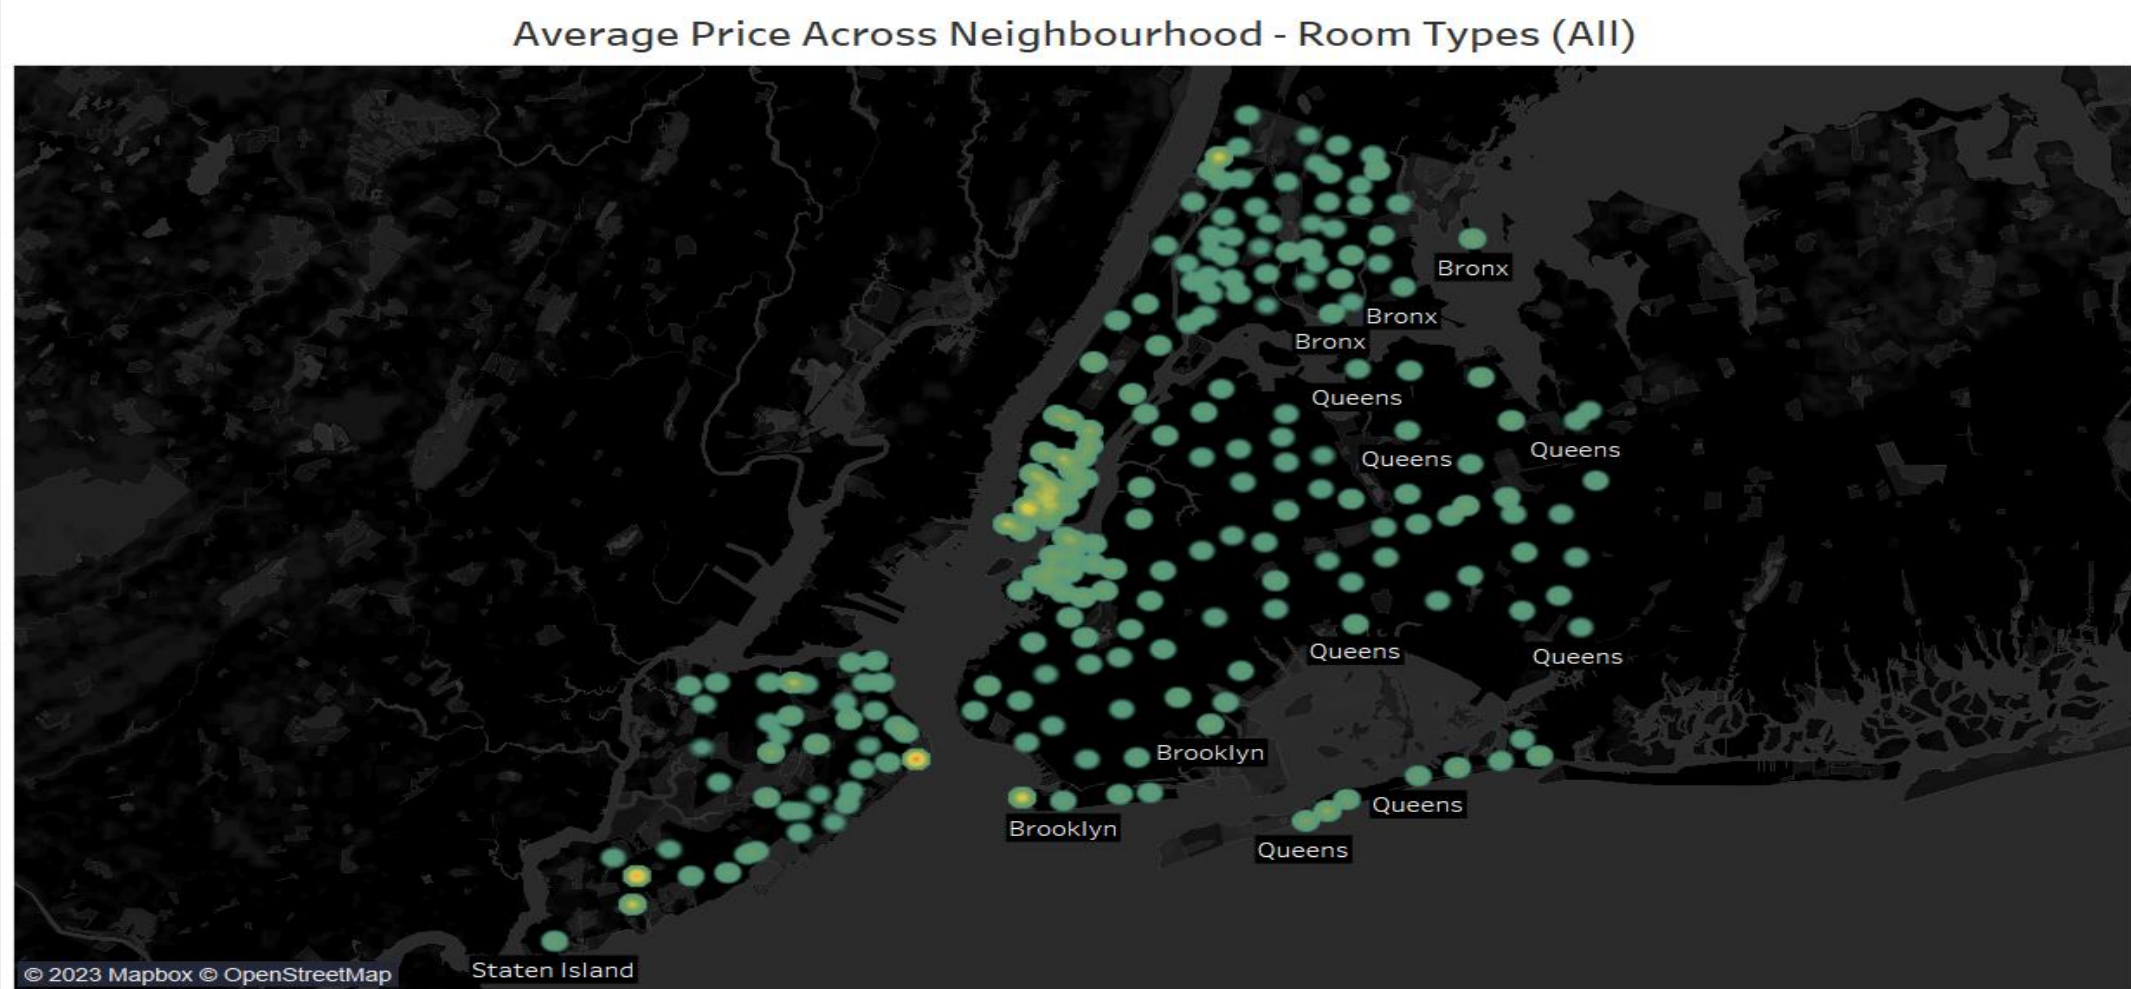 Average Price Across Neighbourhood - Room Types (All)
Bronx
Bronx
Bronx
Queens
Queens
Queens
Queens
Queens
Brooklyn
Queens
Brooklyn
Queens
Staten Island
© 2023 Mapbox © OpenStreetMap